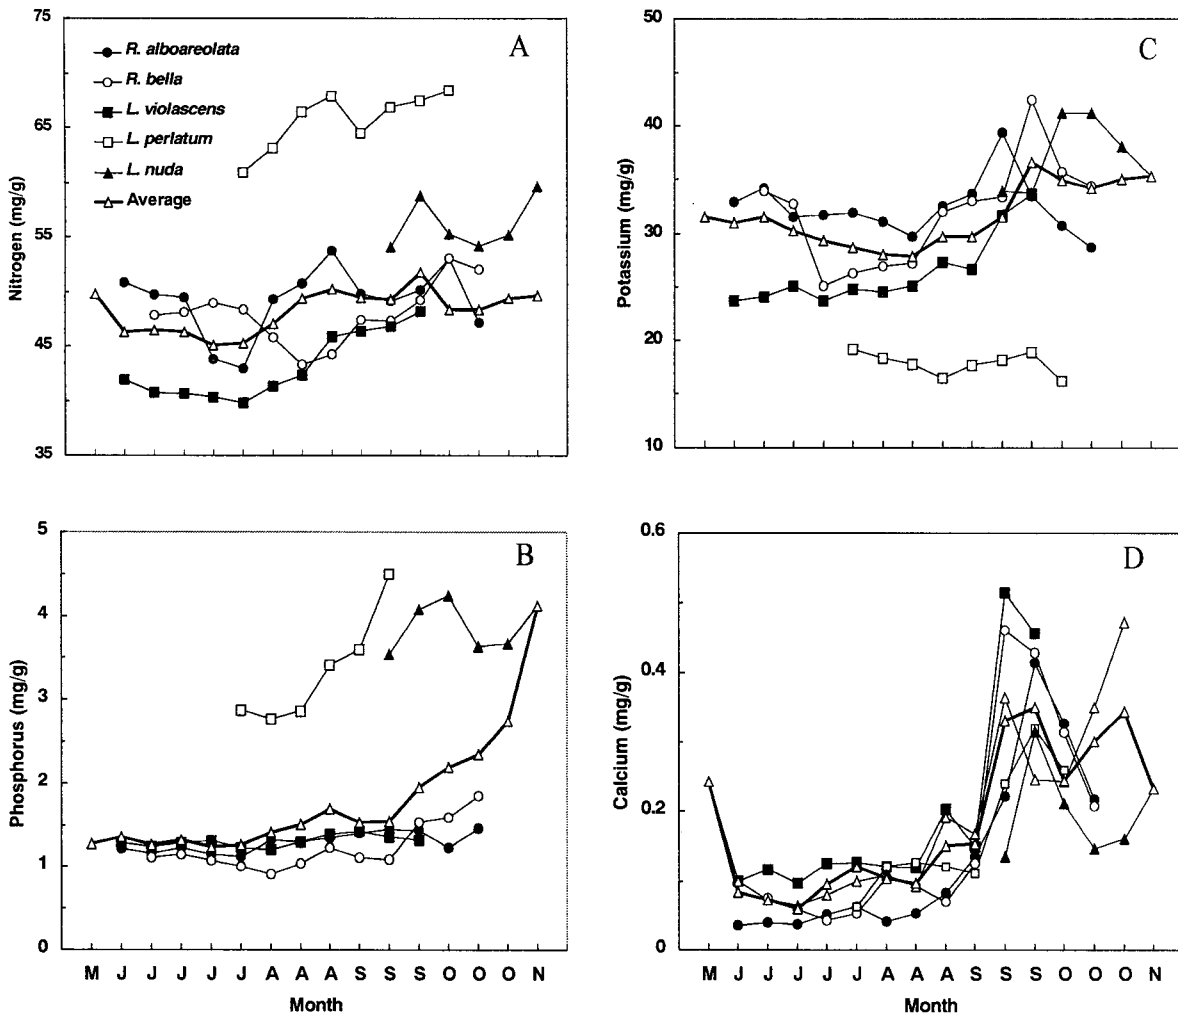 A
75
65
55
45
35
Nitrogen (mg/g)
R. alboareolata
R. bella
L. violascens
L. perlatum
L. nuda
Average
C
50
40
30
20
10
Potassium (mg/g)
B
5
4
3
2
1
0
Phosphorus (mg/g)
M J J J J J A A A S S S O O O N
Month
D
0.6
0.4
0.2
0
Calcium (mg/g)
M J J J J A A A S S S O O O N
Month